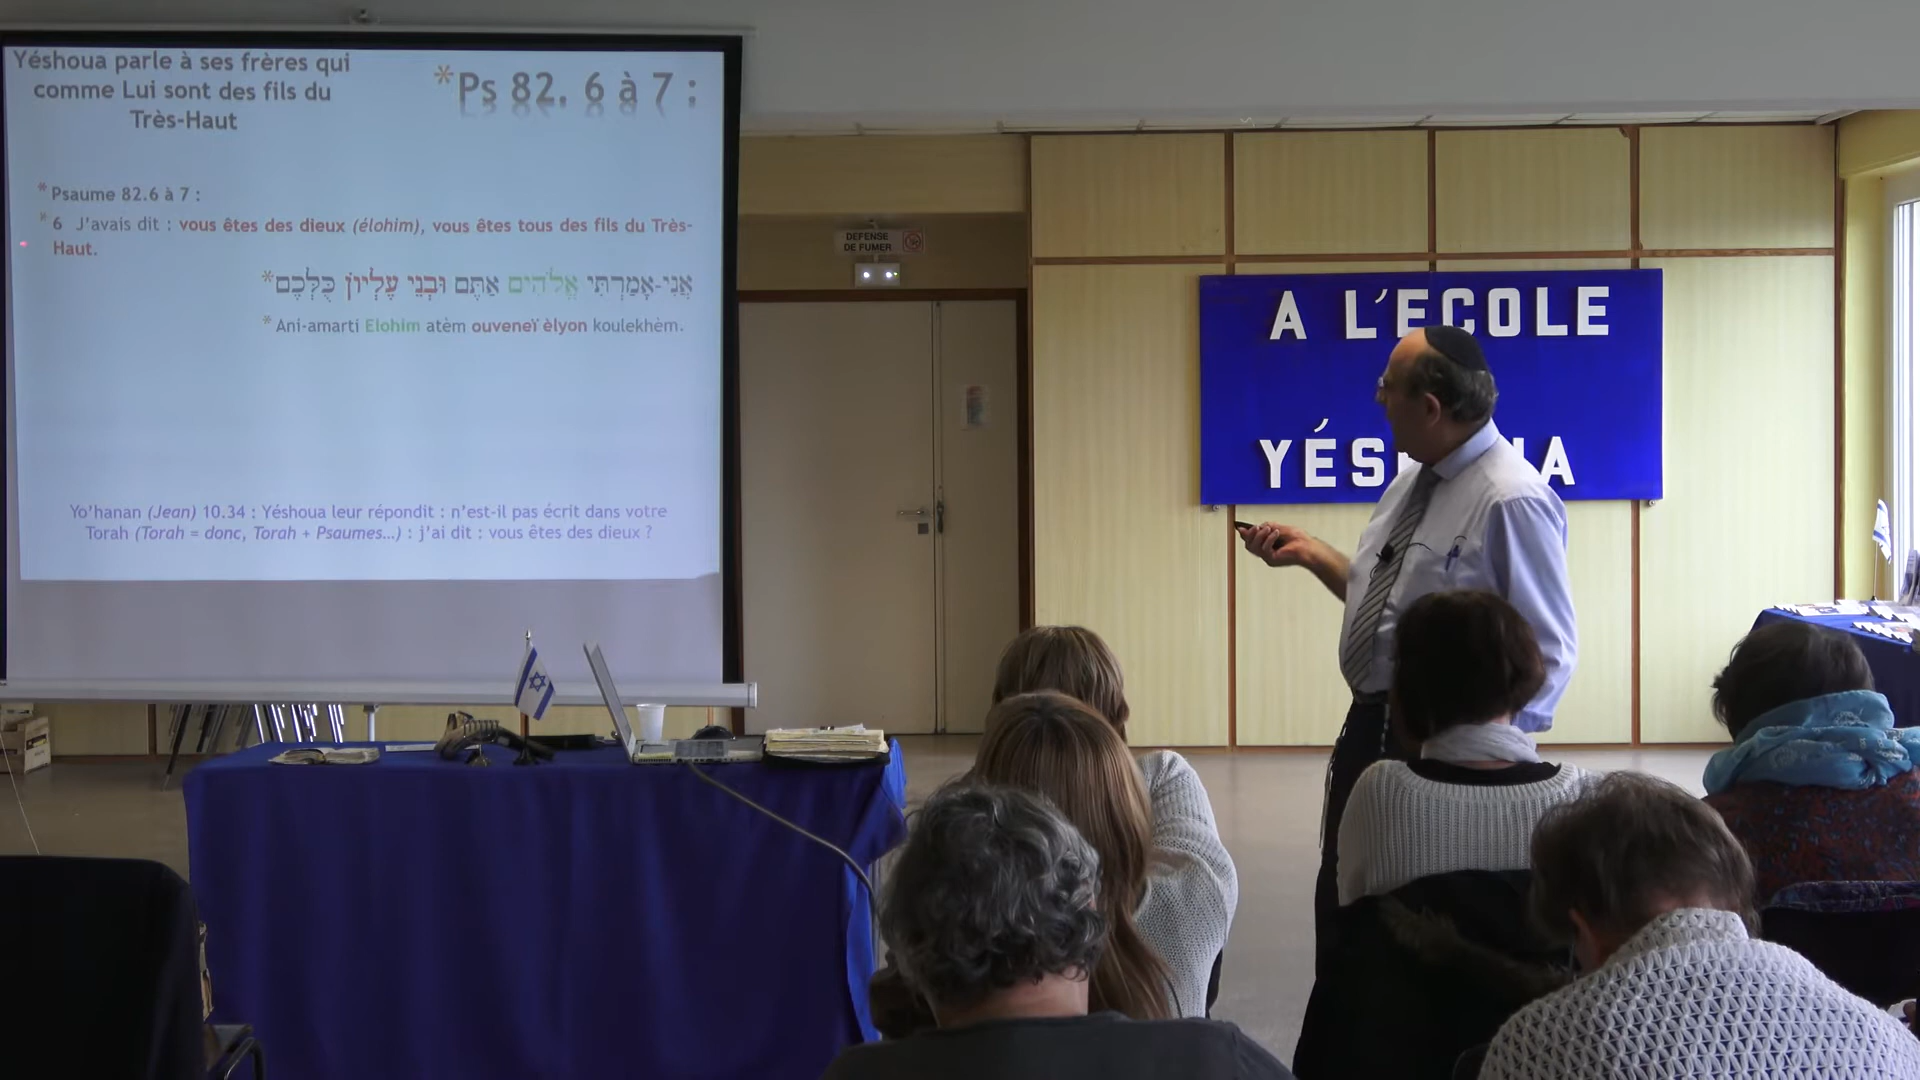 Yéshoua parle à ses frères qui
comme Lui sont des fils du
Très-Haut
*Ps 82. 6 à 7 :
* Psaume 82.6 à 7 :
* 6 J’avais dit : vous êtes des dieux (élohim), vous êtes tous des fils du Très-
Haut.
*אֲנִי-אָמַרְתִּי אֱלֹהִים אַתֶּם וּבְנֵי עֶלְיוֹן כֻּלְּכֶם
* Ani-amarti Elohim atèm ouveneï èlyon koulekhèm.
Yo’hanan (Jean) 10.34 : Yéshoua leur répondit : n’est-il pas écrit dans votre
Torah (Torah = donc, Torah + Psaumes…) : j’ai dit : vous êtes des dieux ?
DEFENSE
DE FUMER
A L’ECOLE
YÉS A